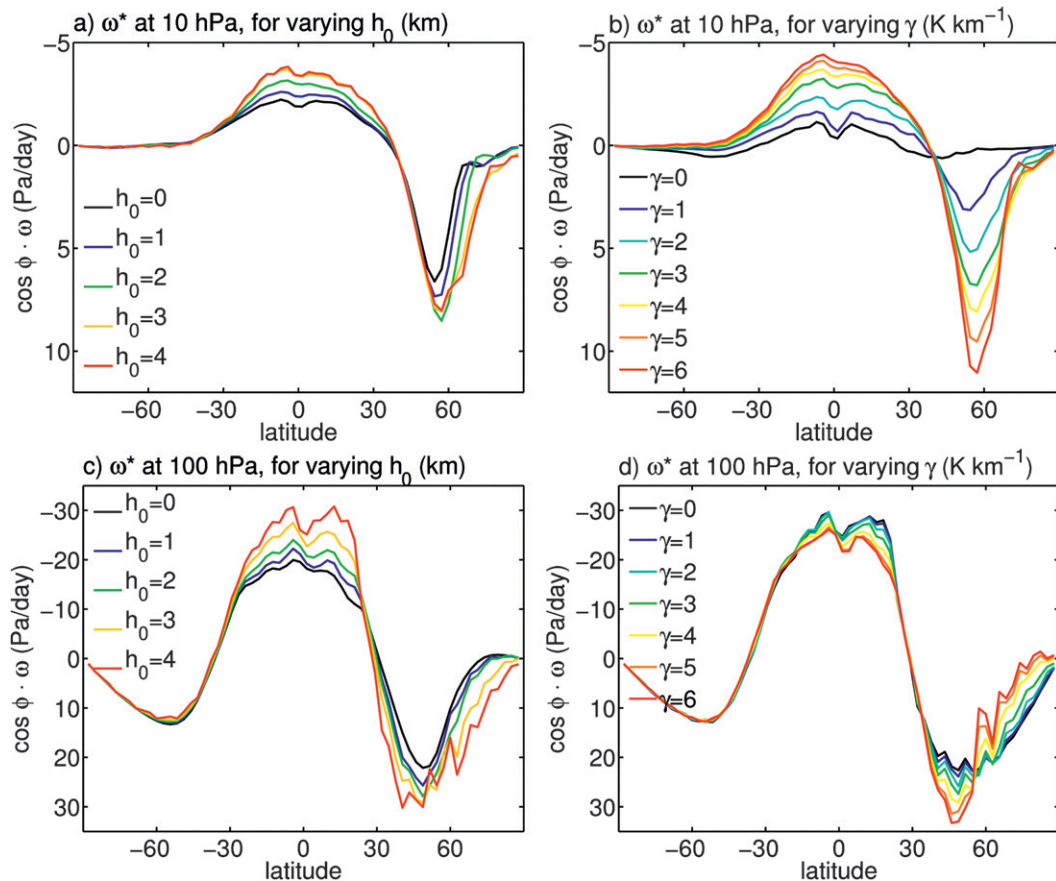 a) ω* at 10 hPa, for varying h₀ (km)
−5
0
5
10
cos ϕ · ω (Pa/day)
h₀=0
h₀=1
h₀=2
h₀=3
h₀=4
−60 −30 0 30 60
latitude
b) ω* at 10 hPa, for varying γ (K km⁻¹)
−5
0
5
10
cos ϕ · ω (Pa/day)
γ=0
γ=1
γ=2
γ=3
γ=4
γ=5
γ=6
−60 −30 0 30 60
latitude
c) ω* at 100 hPa, for varying h₀ (km)
−30
−20
−10
0
10
20
30
cos ϕ · ω (Pa/day)
h₀=0
h₀=1
h₀=2
h₀=3
h₀=4
−60 −30 0 30 60
latitude
d) ω* at 100 hPa, for varying γ (K km⁻¹)
−30
−20
−10
0
10
20
30
cos ϕ · ω (Pa/day)
γ=0
γ=1
γ=2
γ=3
γ=4
γ=5
γ=6
−60 −30 0 30 60
latitude